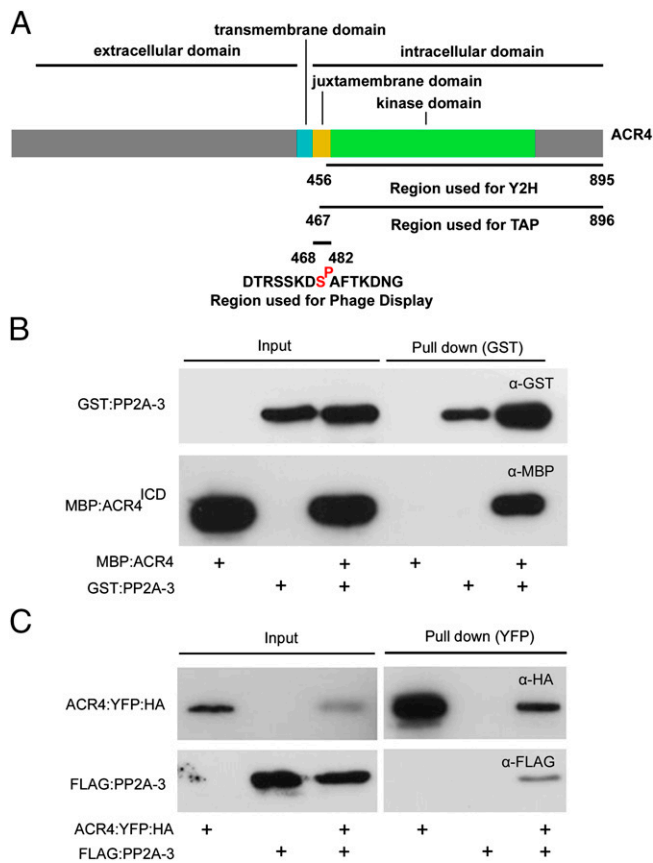 A
transmembrane domain
extracellular domain
intracellular domain
juxtamembrane domain
kinase domain
ACR4
456
895
Region used for Y2H
467
896
Region used for TAP
468 482
DTRSSKDSPAFTKDNG
Region used for Phage Display
B
Input
Pull down (GST)
GST:PP2A-3
α-GST
MBP:ACR4ICD
α-MBP
MBP:ACR4 + + + +
GST:PP2A-3 + + + +
C
Input
Pull down (YFP)
ACR4:YFP:HA
α-HA
FLAG:PP2A-3
α-FLAG
ACR4:YFP:HA + + + +
FLAG:PP2A-3 + + + +